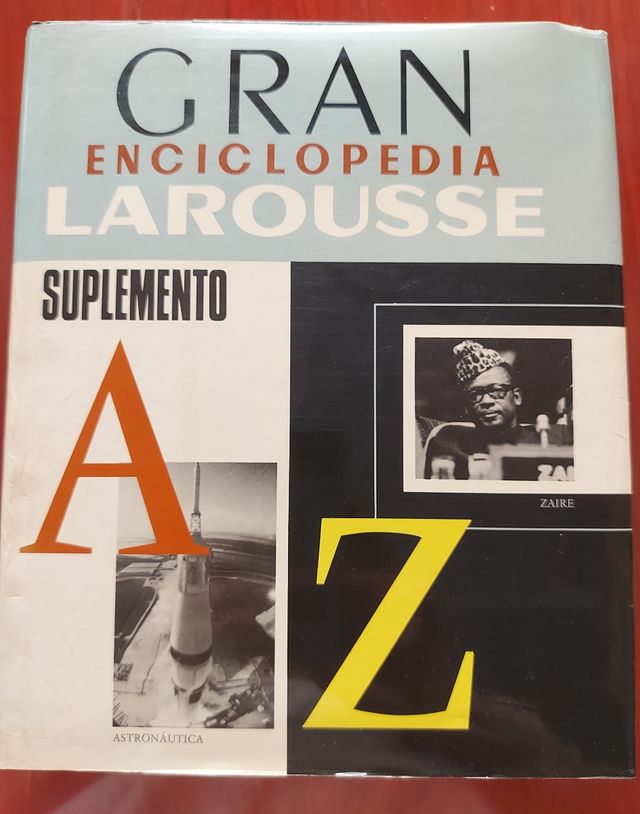 GRAN
ENCICLOPEDIA
LAROUSSE
SUPLEMENTO
A
ZAIRE
Z
ASTRONÁUTICA